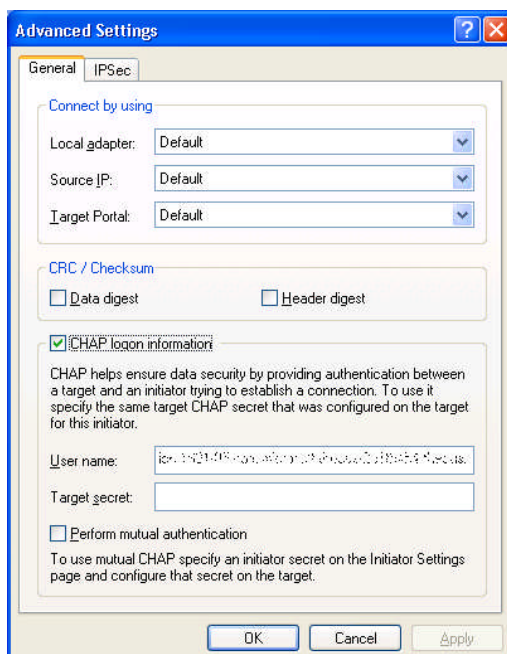 Advanced Settings
General IPSec
Connect by using
Local adapter: Default
Source IP: Default
Target Portal: Default
CRC / Checksum
Data digest Header digest
CHAP logon information
CHAP helps ensure data security by providing authentication between
a target and an initiator trying to establish a connection. To use it
specify the same target CHAP secret that was configured on the target
for this initiator.
User name:
Target secret:
Perform mutual authentication
To use mutual CHAP specify an initiator secret on the Initiator Settings
page and configure that secret on the target.
OK Cancel Apply